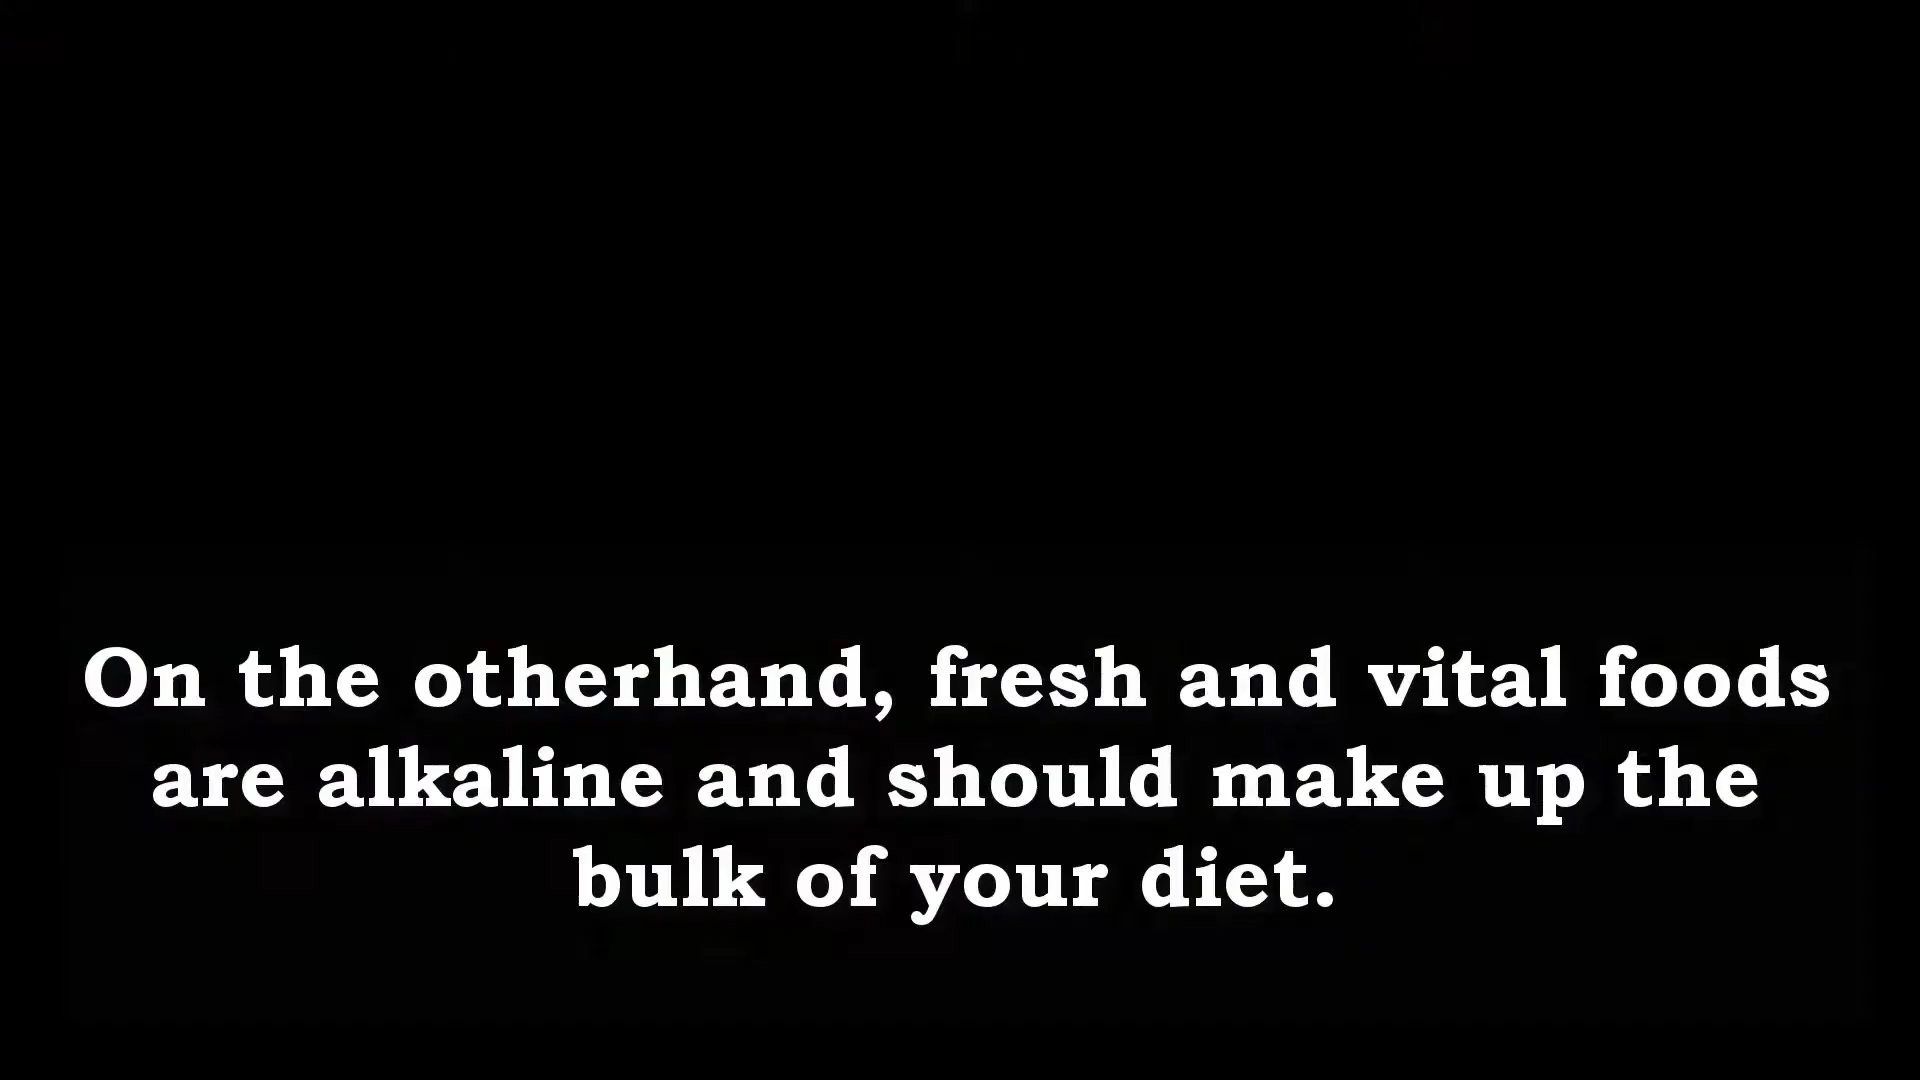 On the otherhand, fresh and vital foods
are alkaline and should make up the
bulk of your diet.